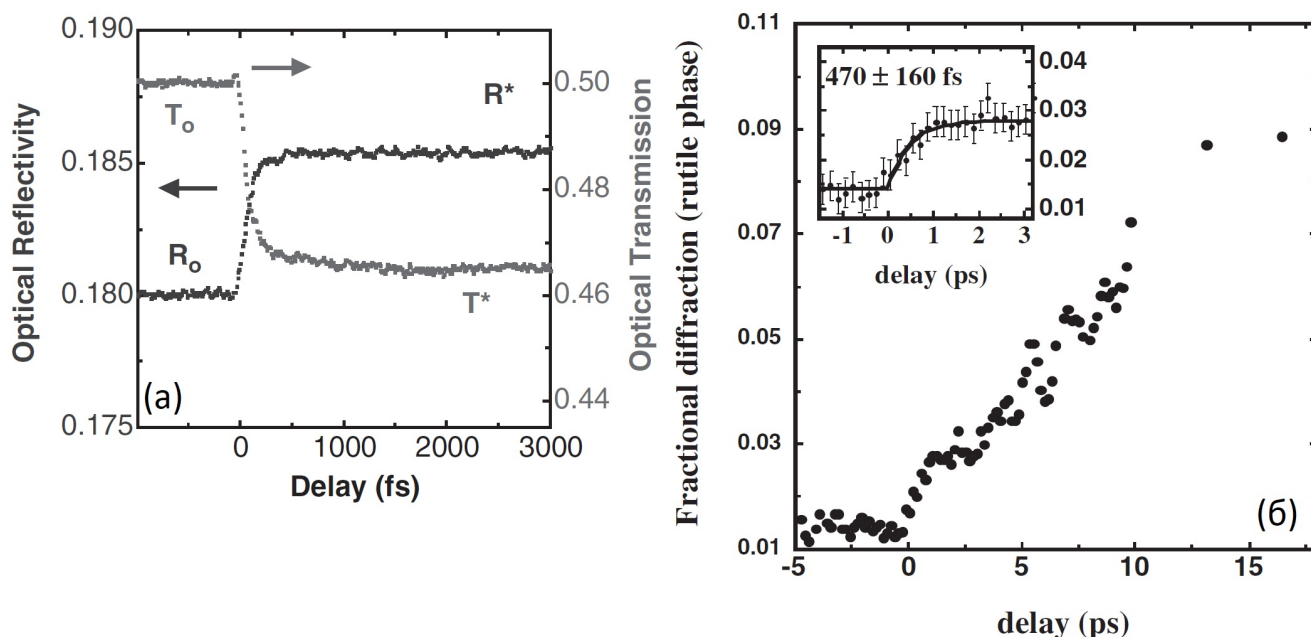 0.190
0.185
0.180
0.175
Optical Reflectivity
T₀
R₀
R*
T*
(а)
0.50
0.48
0.46
0.44
Optical Transmission
0 1000 2000 3000
Delay (fs)
0.11
0.09
0.07
0.05
0.03
0.01
Fractional diffraction (rutile phase)
470 ± 160 fs
0.04
0.03
0.02
0.01
-1 0 1 2 3
delay (ps)
(б)
-5 0 5 10 15
delay (ps)